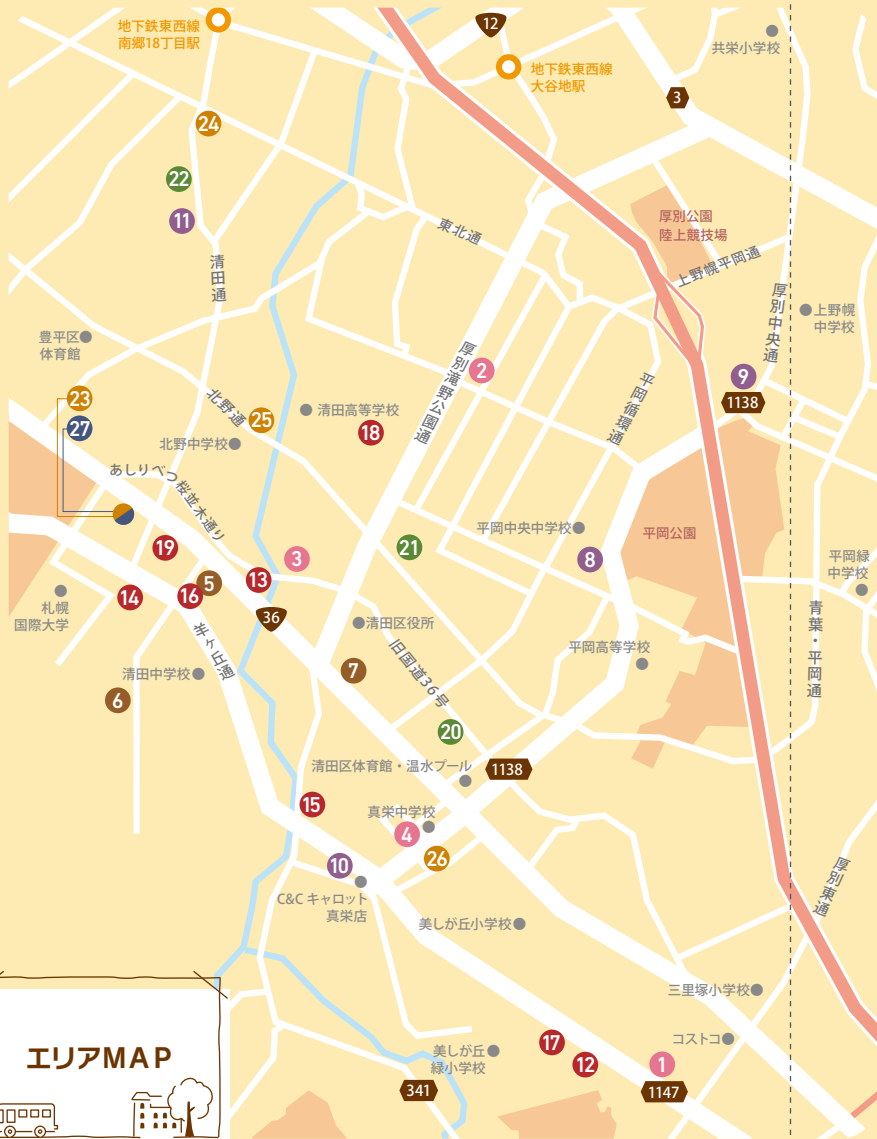 地下鉄東西線
南郷18丁目駅
12
地下鉄東西線
大谷地駅
共栄小学校
3
24
22
11
東北通
清田通
厚別公園
陸上競技場
上野幌平岡通
厚別中央通
上野幌
中学校
豊平区
体育館
厚別滝野公園通
2
平岡循環通
9
1138
23
27
北野通
25
清田高等学校
18
北野中学校
あしりべつ桜並木通り
平岡中央中学校
平岡公園
19
3
21
8
平岡緑
中学校
14
16
5
13
札幌
国際大学
36
清田区役所
青葉・平岡通
羊ヶ丘通
旧国道36号
平岡高等学校
清田中学校
7
6
20
清田区体育館・温水プール
1138
15
真栄中学校
4
26
10
C&C キャロット
真栄店
厚別東通
美しが丘小学校
三里塚小学校
コストコ
17
12
1
美しが丘
緑小学校
341
1147
エリアMAP